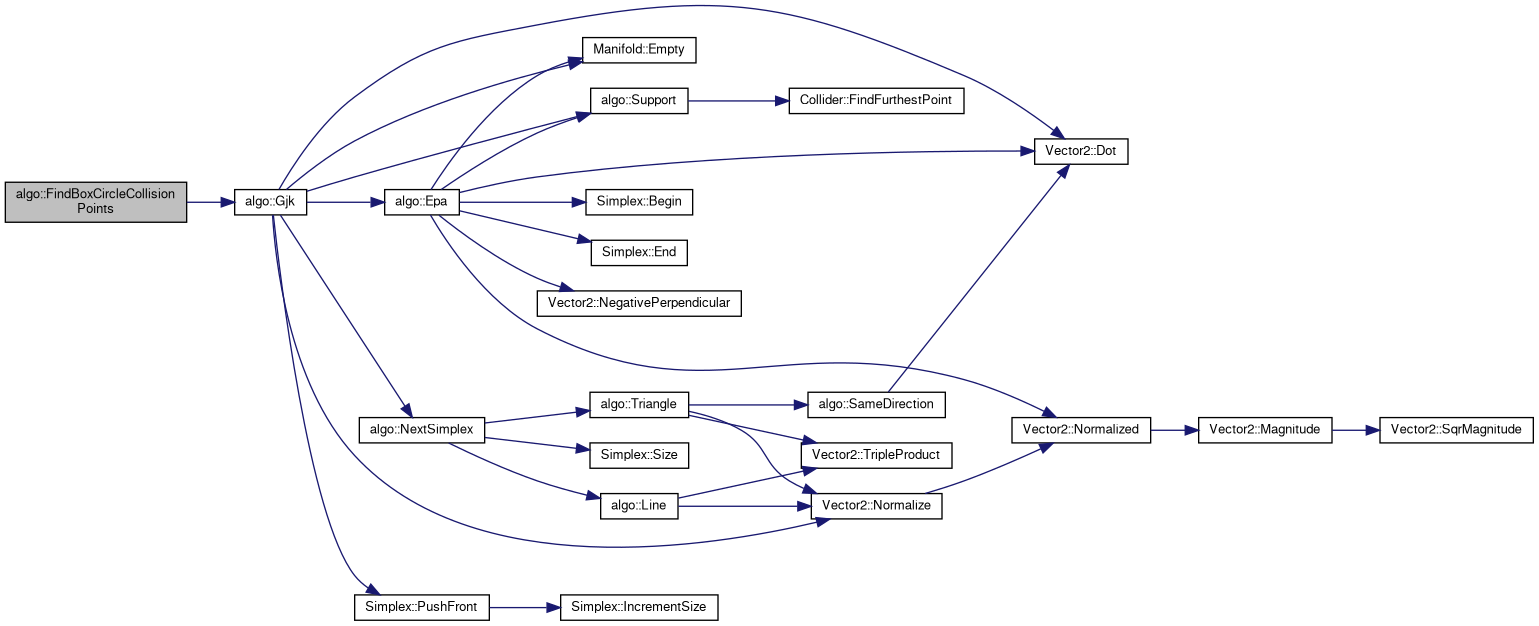 Manifold::Empty
algo::Support
Collider::FindFurthestPoint
Vector2::Dot
algo::FindBoxCircleCollision
Points
algo::Gjk
algo::Epa
Simplex::Begin
Simplex::End
Vector2::NegativePerpendicular
algo::Triangle
algo::SameDirection
algo::NextSimplex
Vector2::Normalized
Vector2::Magnitude
Vector2::SqrMagnitude
Simplex::Size
Vector2::TripleProduct
algo::Line
Vector2::Normalize
Simplex::PushFront
Simplex::IncrementSize